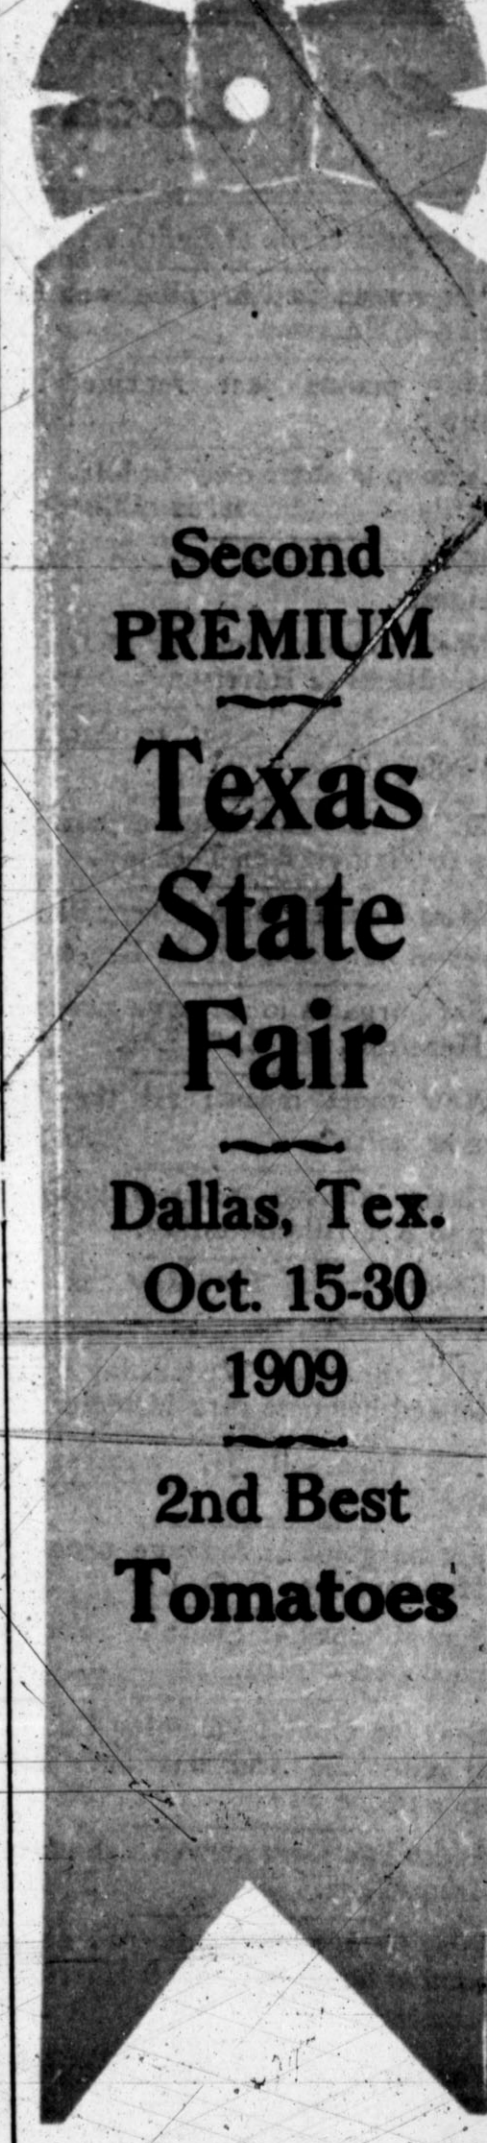 Second
PREMIUM
Texas
State
Fair
Dallas, Tex.
Oct. 15-30
1909
2nd Best
Tomatoes